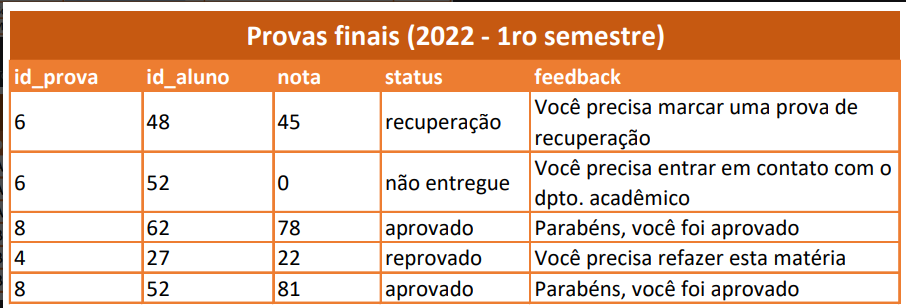 Provas finais (2022 - 1ro semestre)
id_prova id_aluno nota status feedback
6 48 45 recuperação Você precisa marcar uma prova de
recuperação
6 52 0 não entregue Você precisa entrar em contato com o
dpto. acadêmico
8 62 78 aprovado Parabéns, você foi aprovado
4 27 22 reprovado Você precisa refazer esta matéria
8 52 81 aprovado Parabéns, você foi aprovado